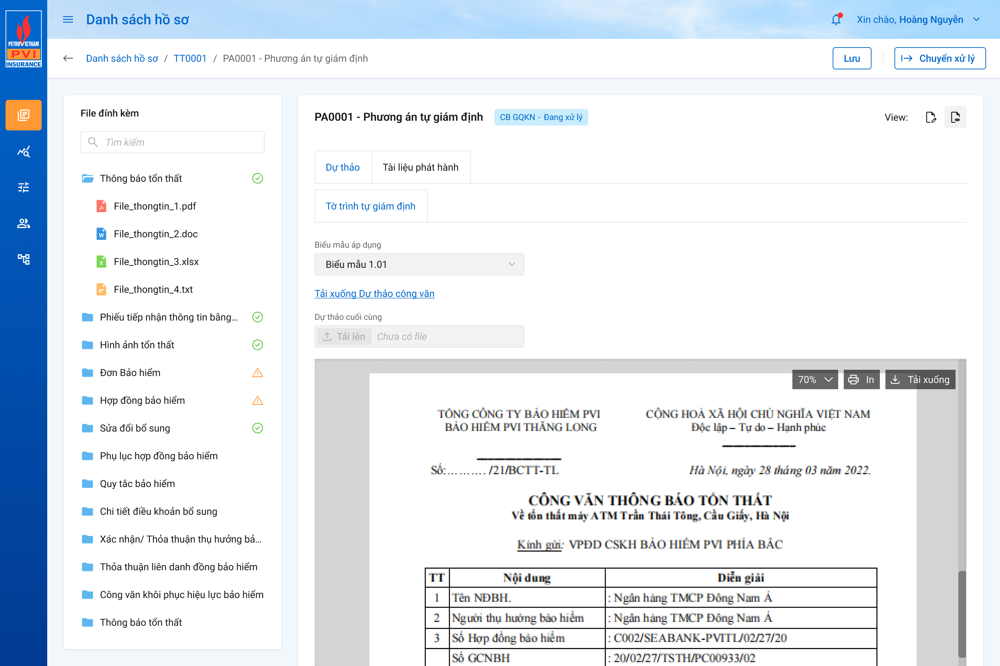 PETROVIETNAM
PVI
INSURANCE
Danh sách hồ sơ
Xin chào, Hoàng Nguyễn
Danh sách hồ sơ / TT0001 / PA0001 - Phương án tự giám định
Lưu
Chuyển xử lý
File đính kèm
Tìm kiếm
Thông báo tổn thất
File_thongtin_1.pdf
File_thongtin_2.doc
File_thongtin_3.xlsx
File_thongtin_4.txt
Phiếu tiếp nhận thông tin bằng...
Hình ảnh tổn thất
Đơn Bảo hiểm
Hợp đồng bảo hiểm
Sửa đổi bổ sung
Phụ lục hợp đồng bảo hiểm
Quy tắc bảo hiểm
Chi tiết điều khoản bổ sung
Xác nhận/ Thỏa thuận thụ hưởng bả...
Thỏa thuận liên danh đồng bảo hiểm
Công văn khôi phục hiệu lực bảo hiểm
Thông báo tổn thất
PA0001 - Phương án tự giám định
CB GQKN - Đang xử lý
View:
Dự thảo
Tài liệu phát hành
Tờ trình tự giám định
Biểu mẫu áp dụng
Biểu mẫu 1.01
Tải xuống Dự thảo công văn
Dự thảo cuối cùng
Tải lên
Chưa có file
70%
In
Tải xuống
TỔNG CÔNG TY BẢO HIỂM PVI
BẢO HIỂM PVI THĂNG LONG
CỘNG HOÀ XÃ HỘI CHỦ NGHĨA VIỆT NAM
Độc lập – Tự do – Hạnh phúc
Số:.......... /21/BCTT-TL
Hà Nội, ngày 28 tháng 03 năm 2022.
CÔNG VĂN THÔNG BÁO TỔN THẤT
Về tổn thất máy ATM Trần Thái Tông, Cầu Giấy, Hà Nội
Kính gửi: VPĐD CSKH BẢO HIỂM PVI PHÍA BẮC
TT Nội dung Diễn giải
1 Tên NĐBH. : Ngân hàng TMCP Đông Nam Á
2 Người thụ hưởng bảo hiểm : Ngân hàng TMCP Đông Nam Á
3 Số Hợp đồng bảo hiểm : C002/SEABANK-PVITL/02/27/20
Số GCNBH : 20/02/27/TSTH/PC00933/02